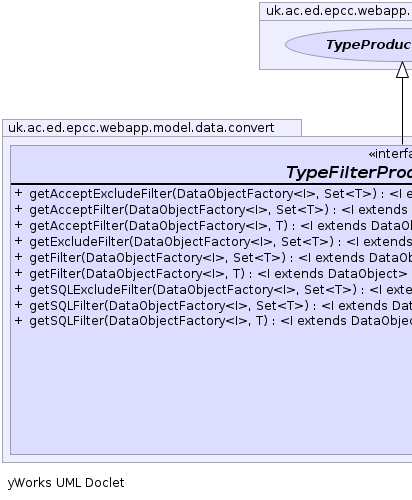 uk.ac.ed.epcc.webapp.
TypeProduc
uk.ac.ed.epcc.webapp.model.data.convert
«interfa
TypeFilterProd
+ getAcceptExcludeFilter(DataObjectFactory<I>, Set<T>) : <I e
+ getAcceptFilter(DataObjectFactory<I>, Set<T>) : <I extends
+ getAcceptFilter(DataObjectFactory<I>, T) : <I extends DataOb
+ getExcludeFilter(DataObjectFactory<I>, Set<T>) : <I extends
+ getFilter(DataObjectFactory<I>, Set<T>) : <I extends DataOb
+ getFilter(DataObjectFactory<I>, T) : <I extends DataObject>
+ getSQLExcludeFilter(DataObjectFactory<I>, Set<T>) : <I exte
+ getSQLFilter(DataObjectFactory<I>, Set<T>) : <I extends Dat
+ getSQLFilter(DataObjectFactory<I>, T) : <I extends DataObjec
yWorks UML Doclet